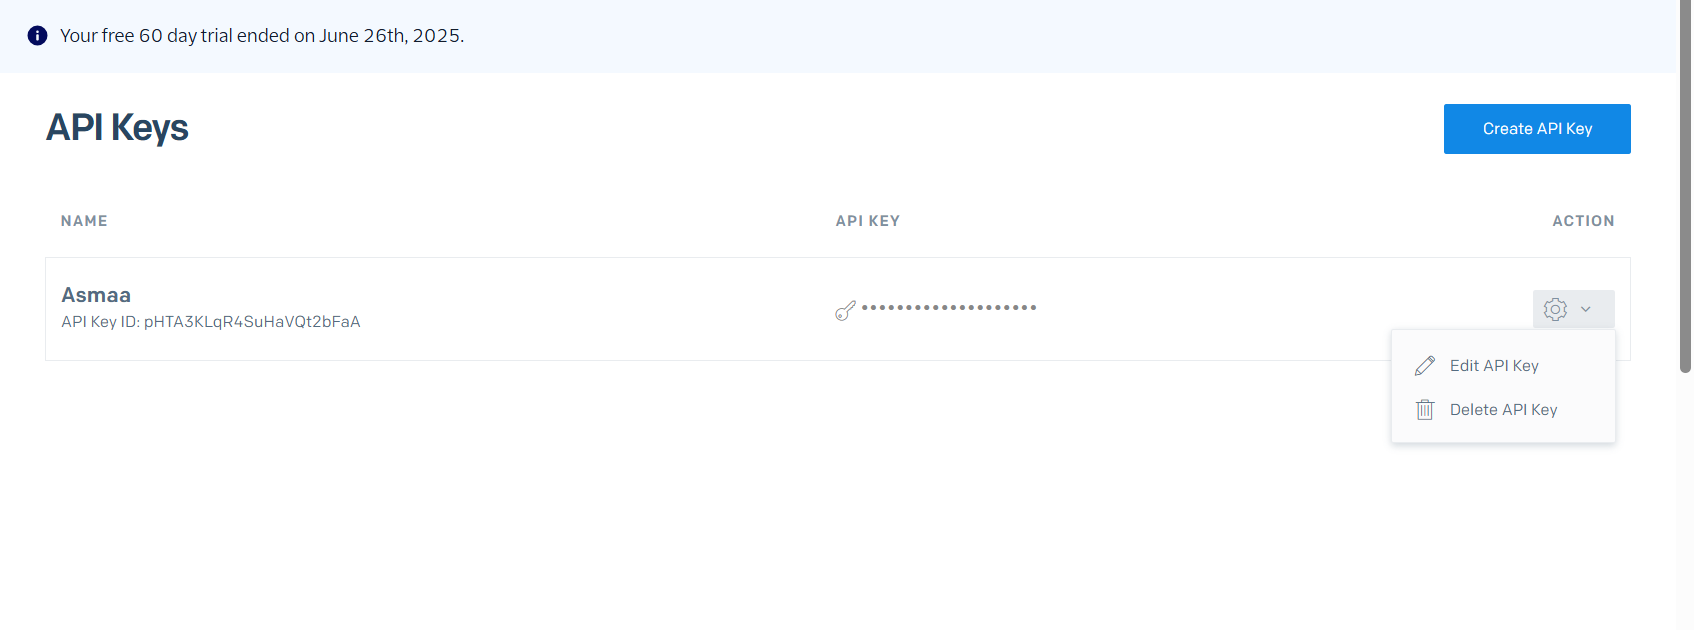 Your free 60 day trial ended on June 26th, 2025.
API Keys
Create API Key
NAME
API KEY
ACTION
Asmaa
API Key ID: pHTA3KLqR4SuHaVQt2bFaA
•••••••••••••••••••
Edit API Key
Delete API Key